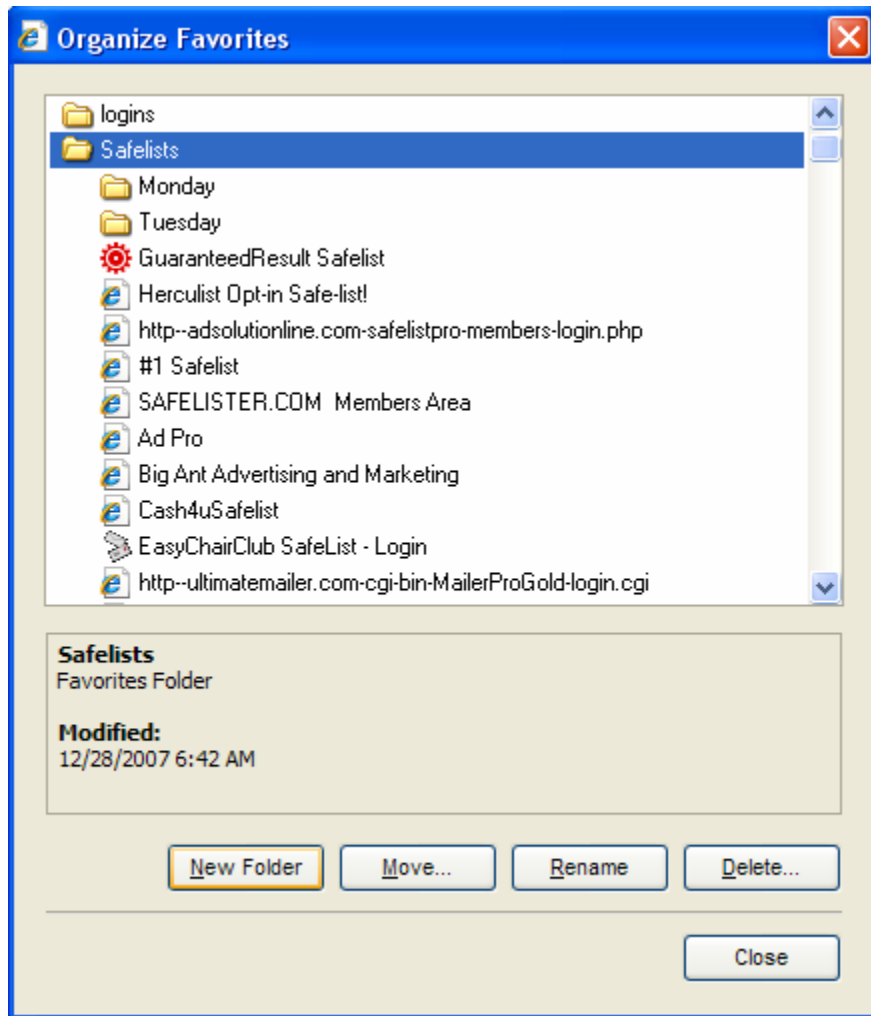 Organize Favorites
logins
Safelists
Monday
Tuesday
GuaranteedResult Safelist
Herculist Opt-in Safe-list!
http--adsolutionline.com-safelistpro-members-login.php
#1 Safelist
SAFELISTER.COM  Members Area
Ad Pro
Big Ant Advertising and Marketing
Cash4uSafelist
EasyChairClub SafeList - Login
http--ultimatemailer.com-cgi-bin-MailerProGold-login.cgi
Safelists
Favorites Folder
Modified:
12/28/2007 6:42 AM
New Folder Move... Rename Delete...
Close